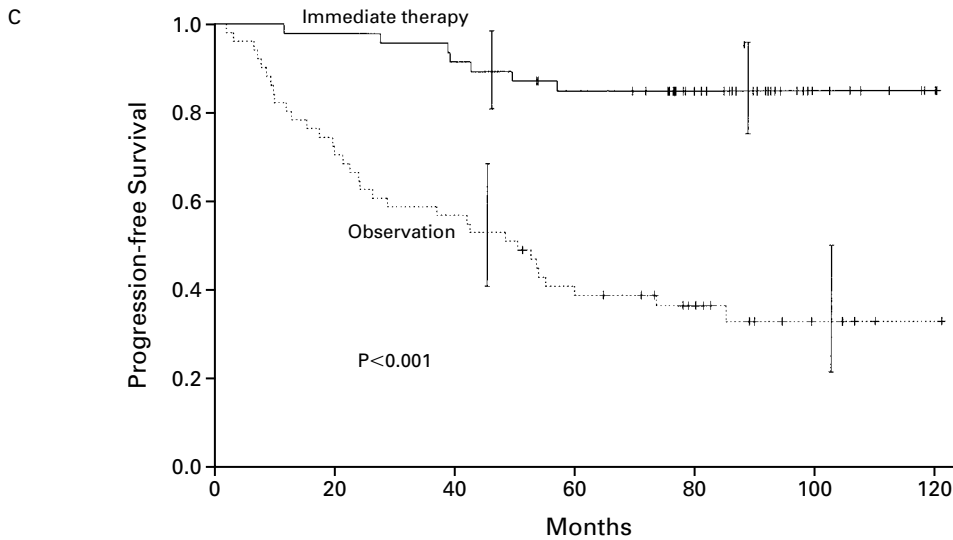 C
Immediate therapy
1.0
0.8
0.6
0.4
0.2
0.0
Progression-free Survival
Observation
P<0.001
0
20
40
60
80
100
120
Months